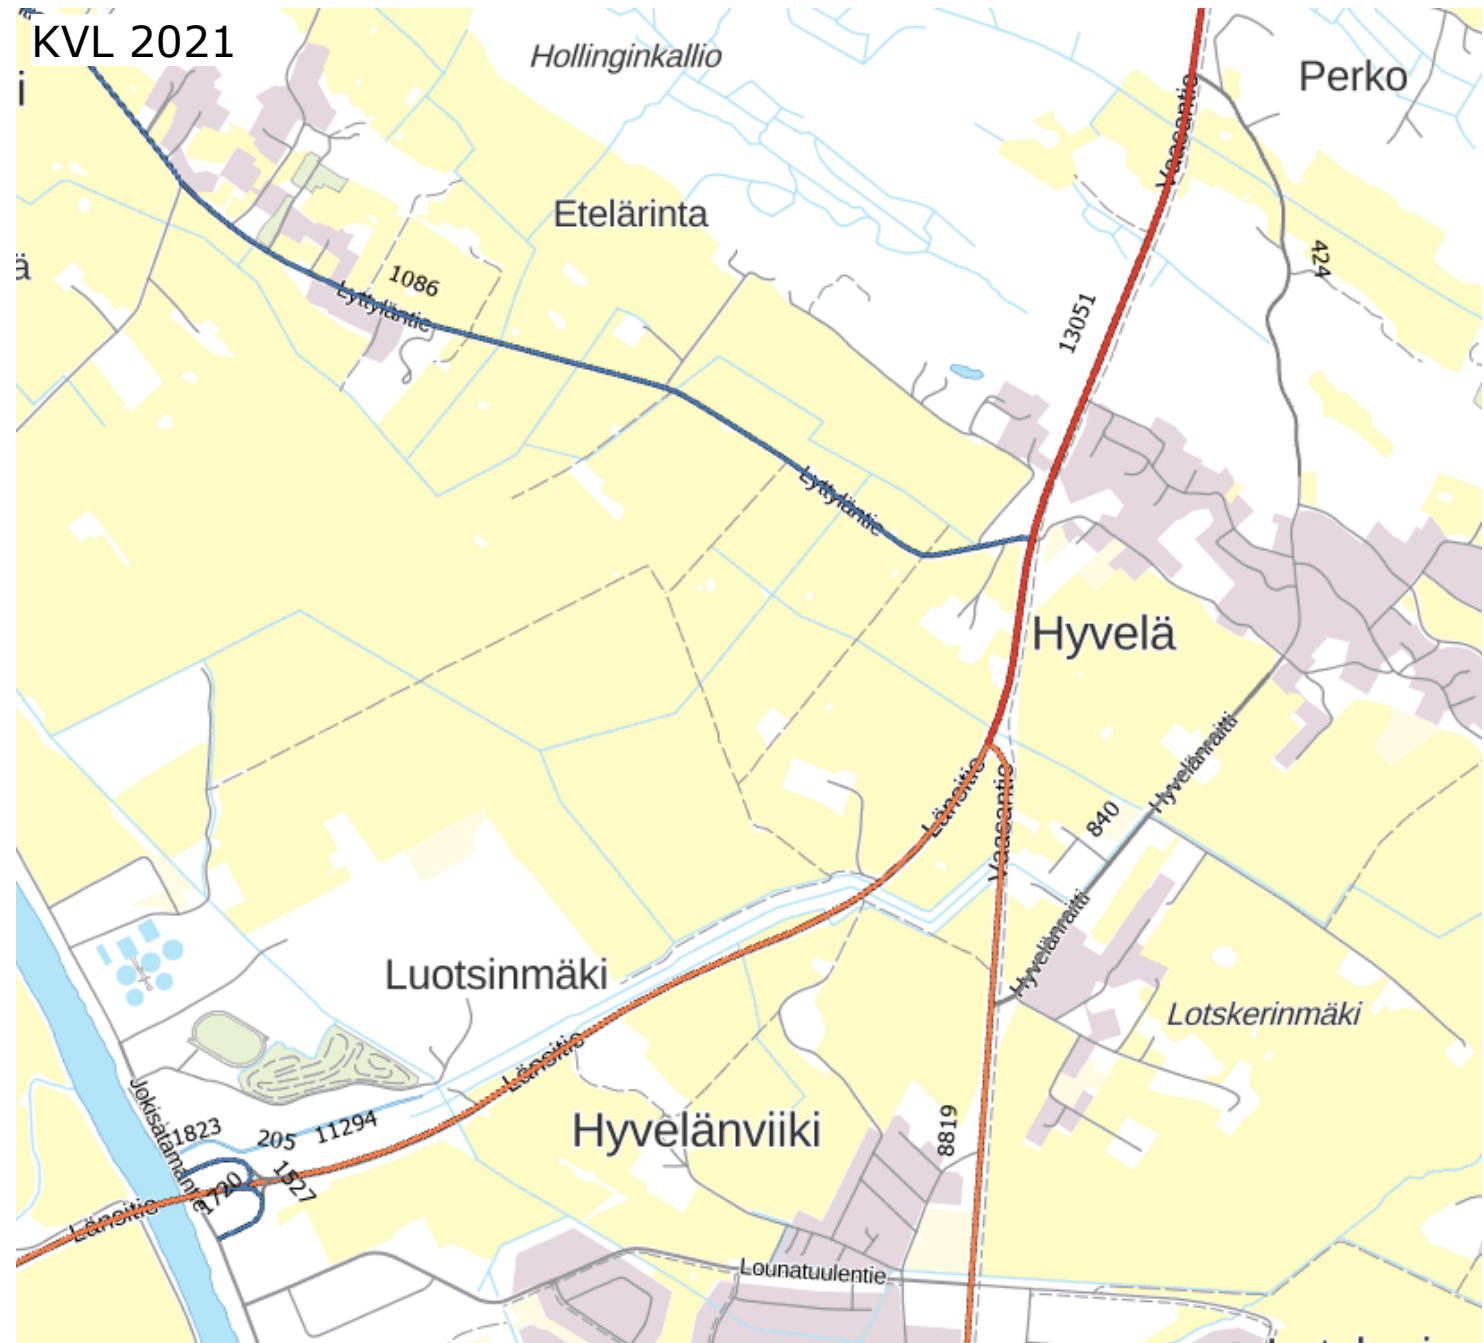 KVL 2021
Hollinginkallio
Perko
i
Vaasantie
Etelärinta
424
ä
1086
Lyttyläntie
13051
Lyttyläntie
Hyvelä
Hyvelänraitti
Länsitie
Vaasantie
840
Hyvelänraitti
Luotsinmäki
Lotskerinmäki
Länsitie
Jokisatamantie
1823
205
11294
Hyvelänviiki
8819
1720
1527
Länsitie
Lounatuulentie